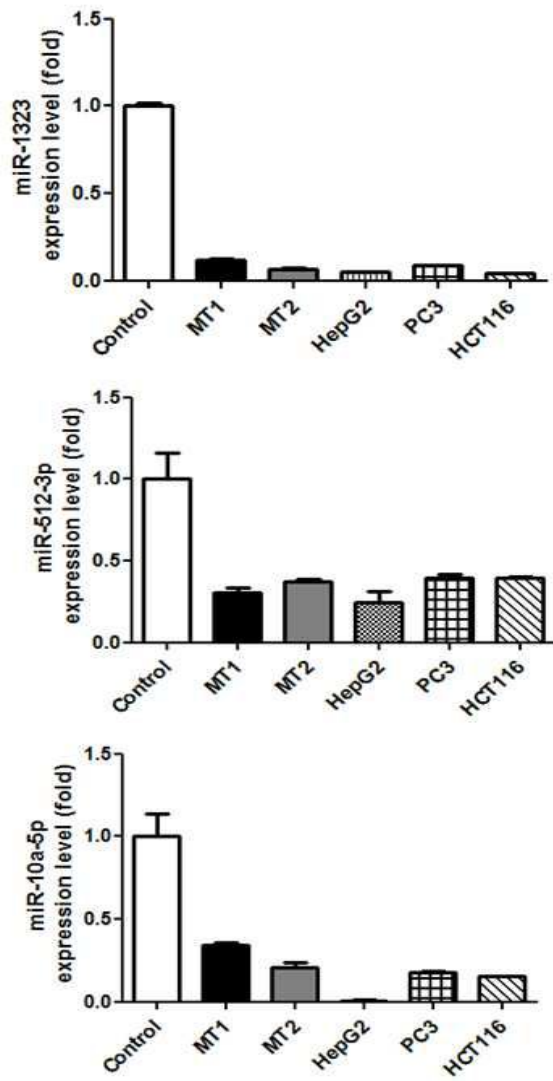 miR-1323
expression level (fold)
1.5
1.0
0.5
0.0
Control
MT1
MT2
HepG2
PC3
HCT116
miR-512-3p
expression level (fold)
1.5
1.0
0.5
0.0
Control
MT1
MT2
HepG2
PC3
HCT116
miR-10a-5p
expression level (fold)
1.5
1.0
0.5
0.0
Control
MT1
MT2
HepG2
PC3
HCT116